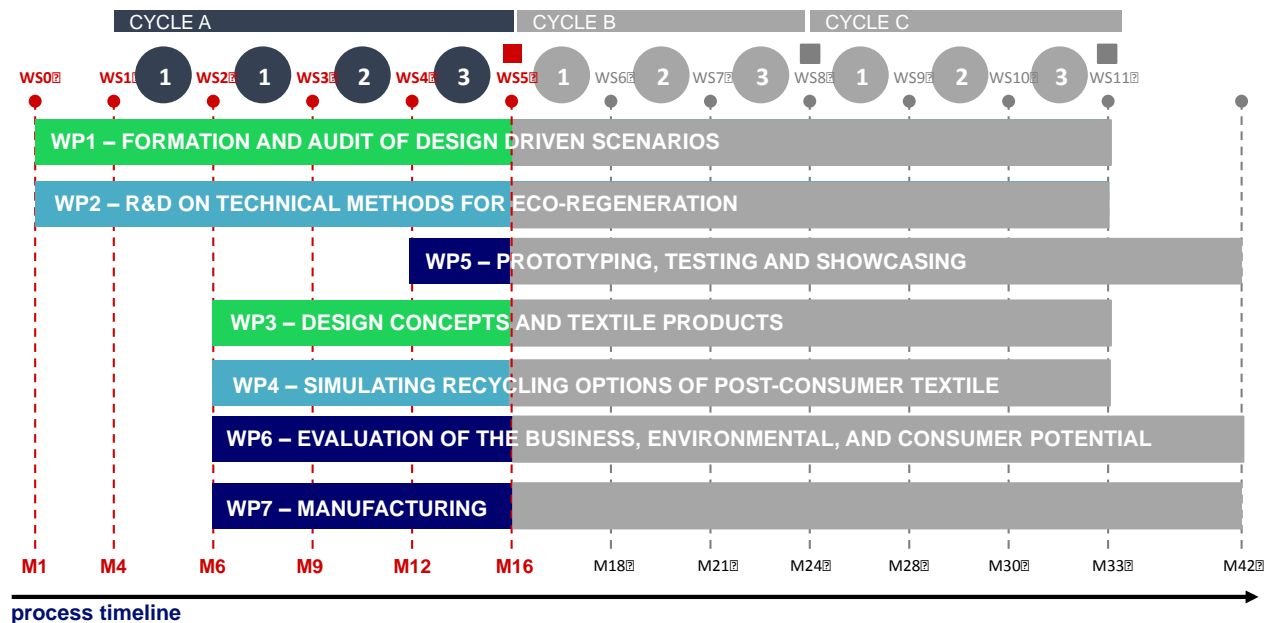 CYCLE A CYCLE B CYCLE C
WS0 WS1 1 WS2 1 WS3 2 WS4 3 WS5 1 WS6 2 WS7 3 WS8 1 WS9 2 WS10 3 WS11
WP1 – FORMATION AND AUDIT OF DESIGN DRIVEN SCENARIOS
WP2 – R&D ON TECHNICAL METHODS FOR ECO-REGENERATION
WP5 – PROTOTYPING, TESTING AND SHOWCASING
WP3 – DESIGN CONCEPTS AND TEXTILE PRODUCTS
WP4 – SIMULATING RECYCLING OPTIONS OF POST-CONSUMER TEXTILE
WP6 – EVALUATION OF THE BUSINESS, ENVIRONMENTAL, AND CONSUMER POTENTIAL
WP7 – MANUFACTURING
M1 M4 M6 M9 M12 M16 M18 M21 M24 M28 M30 M33 M42
process timeline